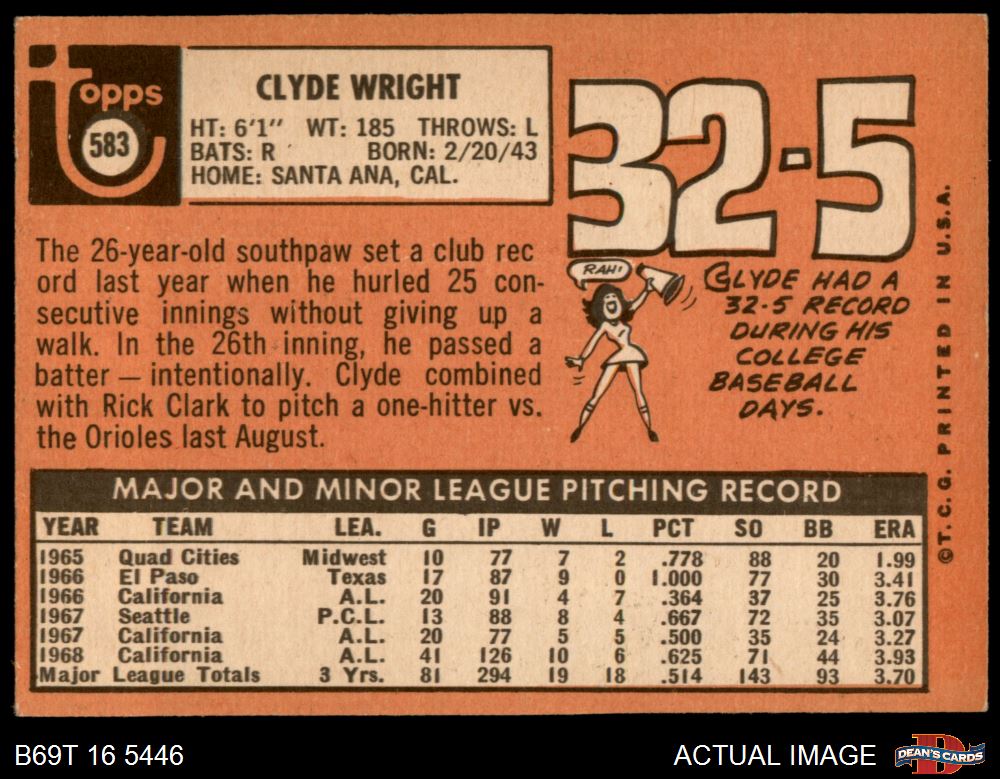 Topps
583
CLYDE WRIGHT
HT: 6'1" WT: 185 THROWS: L
BATS: R BORN: 2/20/43
HOME: SANTA ANA, CAL.
32-5
The 26-year-old southpaw set a club rec
ord last year when he hurled 25 con-
secutive innings without giving up a
walk. In the 26th inning, he passed a
batter — intentionally. Clyde combined
with Rick Clark to pitch a one-hitter vs.
the Orioles last August.
RAH!
CLYDE HAD A
32-5 RECORD
DURING HIS
COLLEGE
BASEBALL
DAYS.
© T. C. G. PRINTED IN U.S.A.
MAJOR AND MINOR LEAGUE PITCHING RECORD
YEAR TEAM LEA. G IP W L PCT SO BB ERA
1965 Quad Cities Midwest 10 77 7 2 .778 88 20 1.99
1966 El Paso Texas 17 87 9 0 1.000 77 30 3.41
1966 California A.L. 20 91 4 7 .364 37 25 3.76
1967 Seattle P.C.L. 13 88 8 4 .667 72 35 3.07
1967 California A.L. 20 77 5 5 .500 35 24 3.27
1968 California A.L. 41 126 10 6 .625 71 44 3.93
Major League Totals 3 Yrs. 81 294 19 18 .514 143 93 3.70
B69T 16 5446
ACTUAL IMAGE
D
DEAN'S CARDS